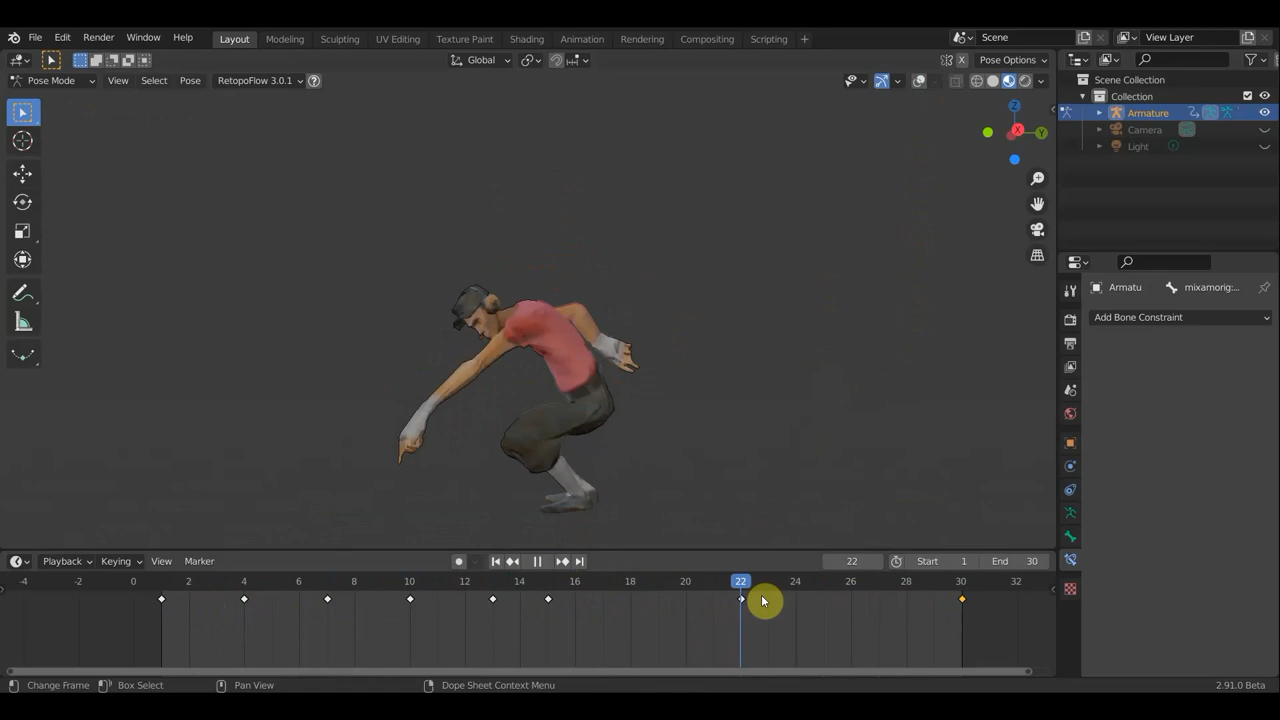 File Edit Render Window Help Layout Modeling Sculpting UV Editing Texture Paint Shading Animation Rendering Compositing Scripting + Scene View Layer
Global X Pose Options
Pose Mode View Select Pose RetopoFlow 3.0.1 ?
Scene Collection
Collection
Armature
Camera
Light
Z
X
Y
Armatu mixamorig:...
Add Bone Constraint
Playback Keying View Marker 22 Start 1 End 30
-4 -2 0 2 4 6 8 10 12 14 16 18 20 22 24 26 28 30 32
Change Frame Box Select Pan View Dope Sheet Context Menu 2.91.0 Beta